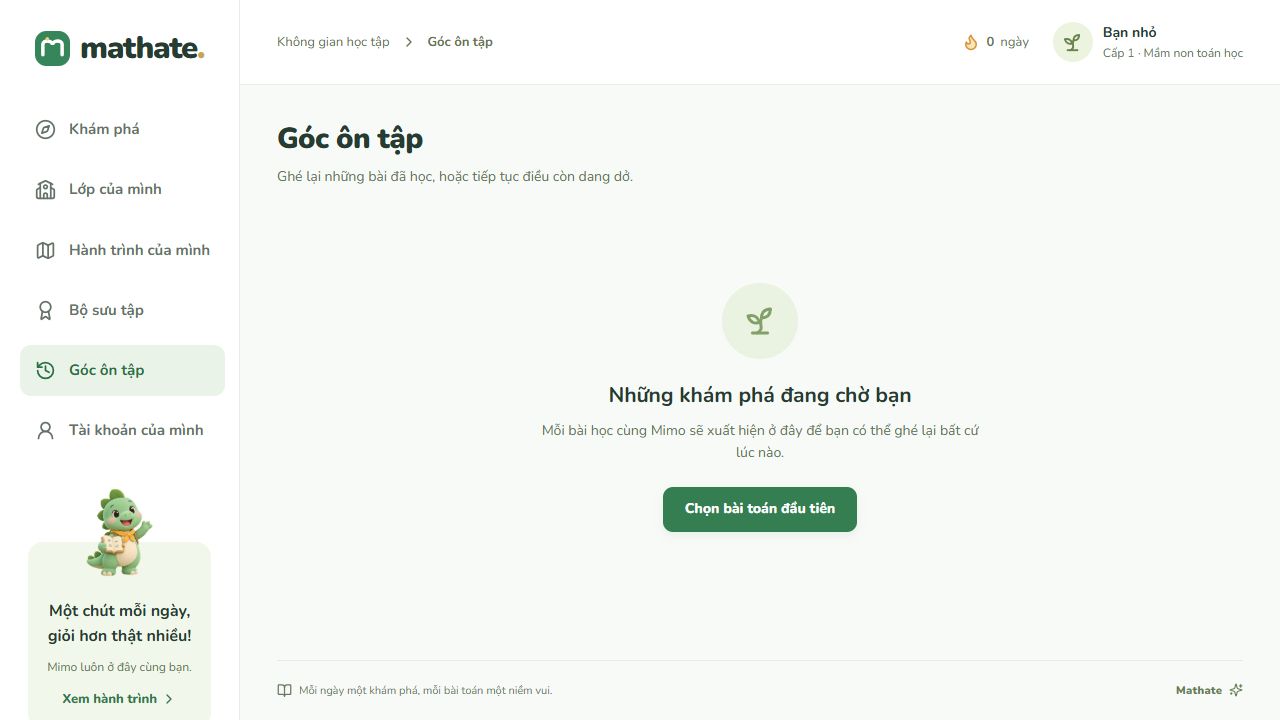 mathate.
Khám phá
Lớp của mình
Hành trình của mình
Bộ sưu tập
Góc ôn tập
Tài khoản của mình
Một chút mỗi ngày,
giỏi hơn thật nhiều!
Mimo luôn ở đây cùng bạn.
Xem hành trình
Không gian học tập
Góc ôn tập
0 ngày
Bạn nhỏ
Cấp 1 · Mầm non toán học
Góc ôn tập
Ghé lại những bài đã học, hoặc tiếp tục điều còn dang dở.
Những khám phá đang chờ bạn
Mỗi bài học cùng Mimo sẽ xuất hiện ở đây để bạn có thể ghé lại bất cứ
lúc nào.
Chọn bài toán đầu tiên
Mỗi ngày một khám phá, mỗi bài toán một niềm vui.
Mathate